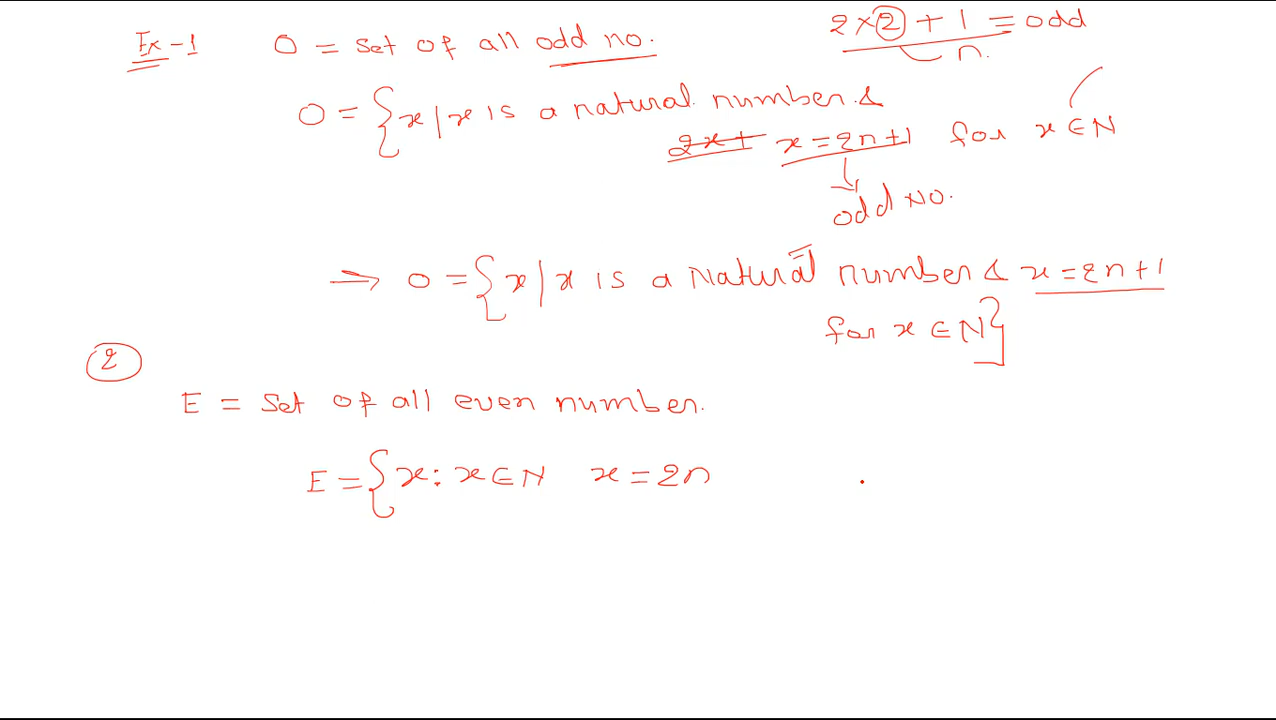 Ex-1 O = set of all odd no. 2×2+1 = odd
n.
O = {x/x is a natural number &
2x+ x=2n+1 for x∈N
odd No.
→ O = {x/x is a Natural number & x=2n+1
for x∈N}
2
E = Set of all even number.
E = {x: x∈N x=2n